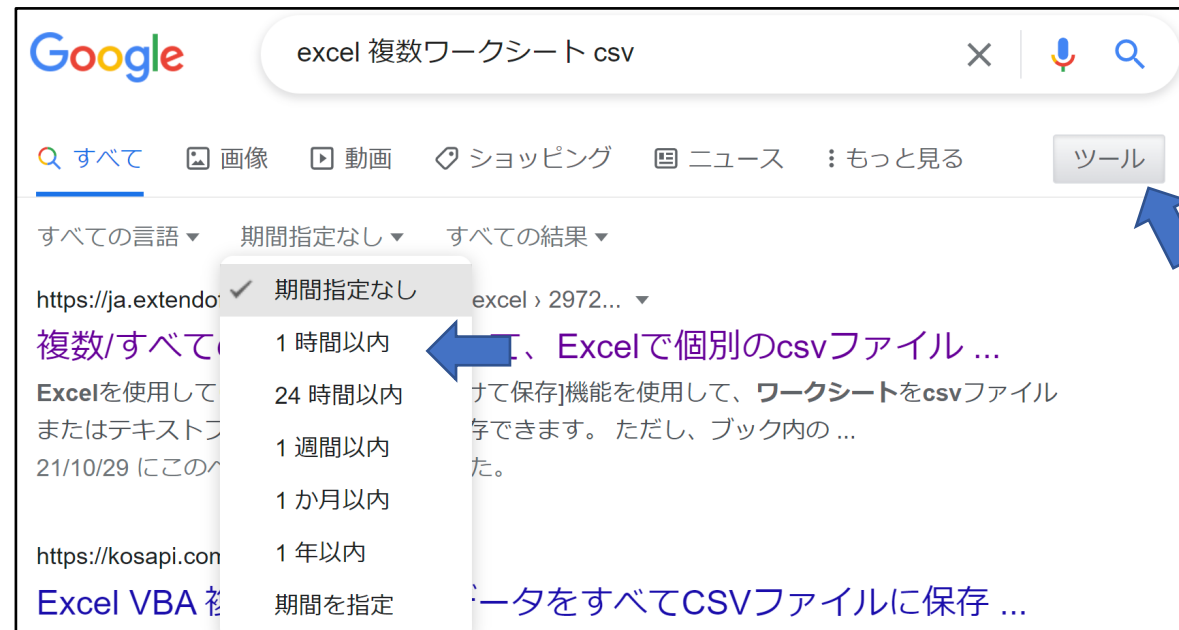 Google
excel 複数ワークシート csv
すべて 画像 動画 ショッピング ニュース もっと見る ツール
すべての言語 期間指定なし すべての結果
期間指定なし
1 時間以内
24 時間以内
1 週間以内
1 か月以内
1 年以内
期間を指定
https://ja.extendo excel › 2972...
複数/すべて て、Excelで個別のcsvファイル ...
Excelを使用して けて保存]機能を使用して、ワークシートをcsvファイル
またはテキスト 存できます。 ただし、ブック内の ...
21/10/29 にこの た。
https://kosapi.com
Excel VBA 複 ータをすべてCSVファイルに保存 ...